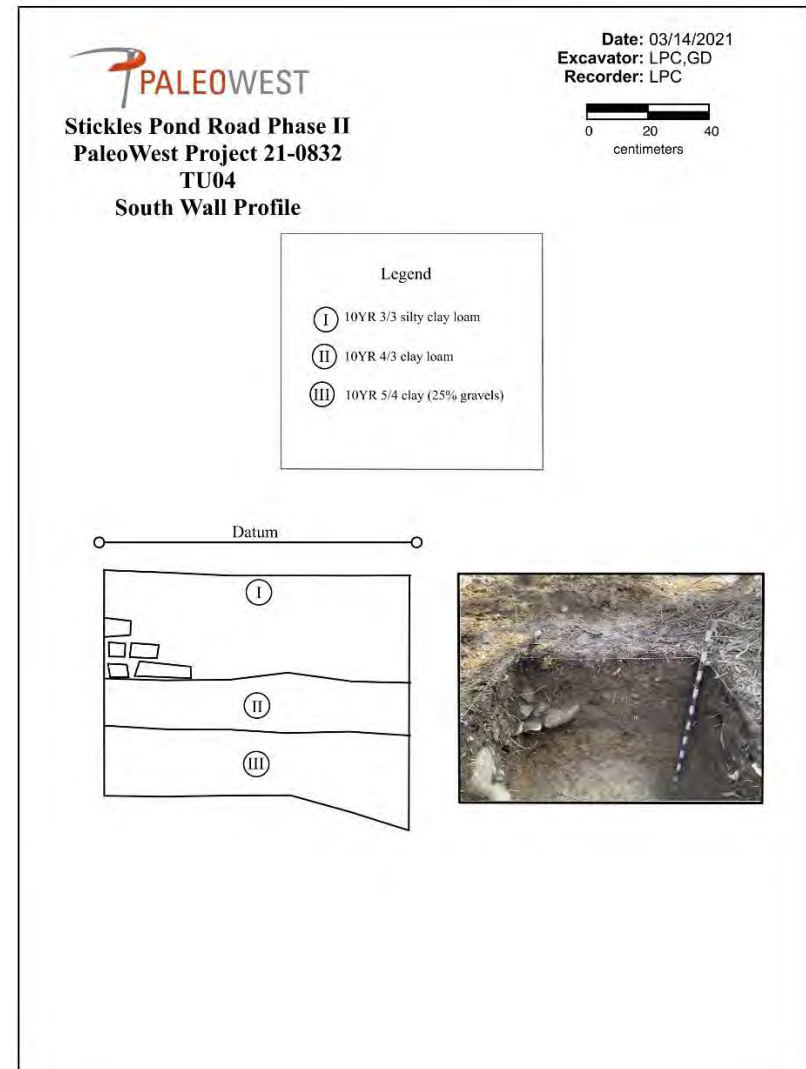 PALEOWEST
Stickles Pond Road Phase II
PaleoWest Project 21-0832
TU04
South Wall Profile
Date: 03/14/2021
Excavator: LPC,GD
Recorder: LPC
0 20 40
centimeters
Legend
I 10YR 3/3 silty clay loam
II 10YR 4/3 clay loam
III 10YR 5/4 clay (25% gravels)
Datum
I
II
III